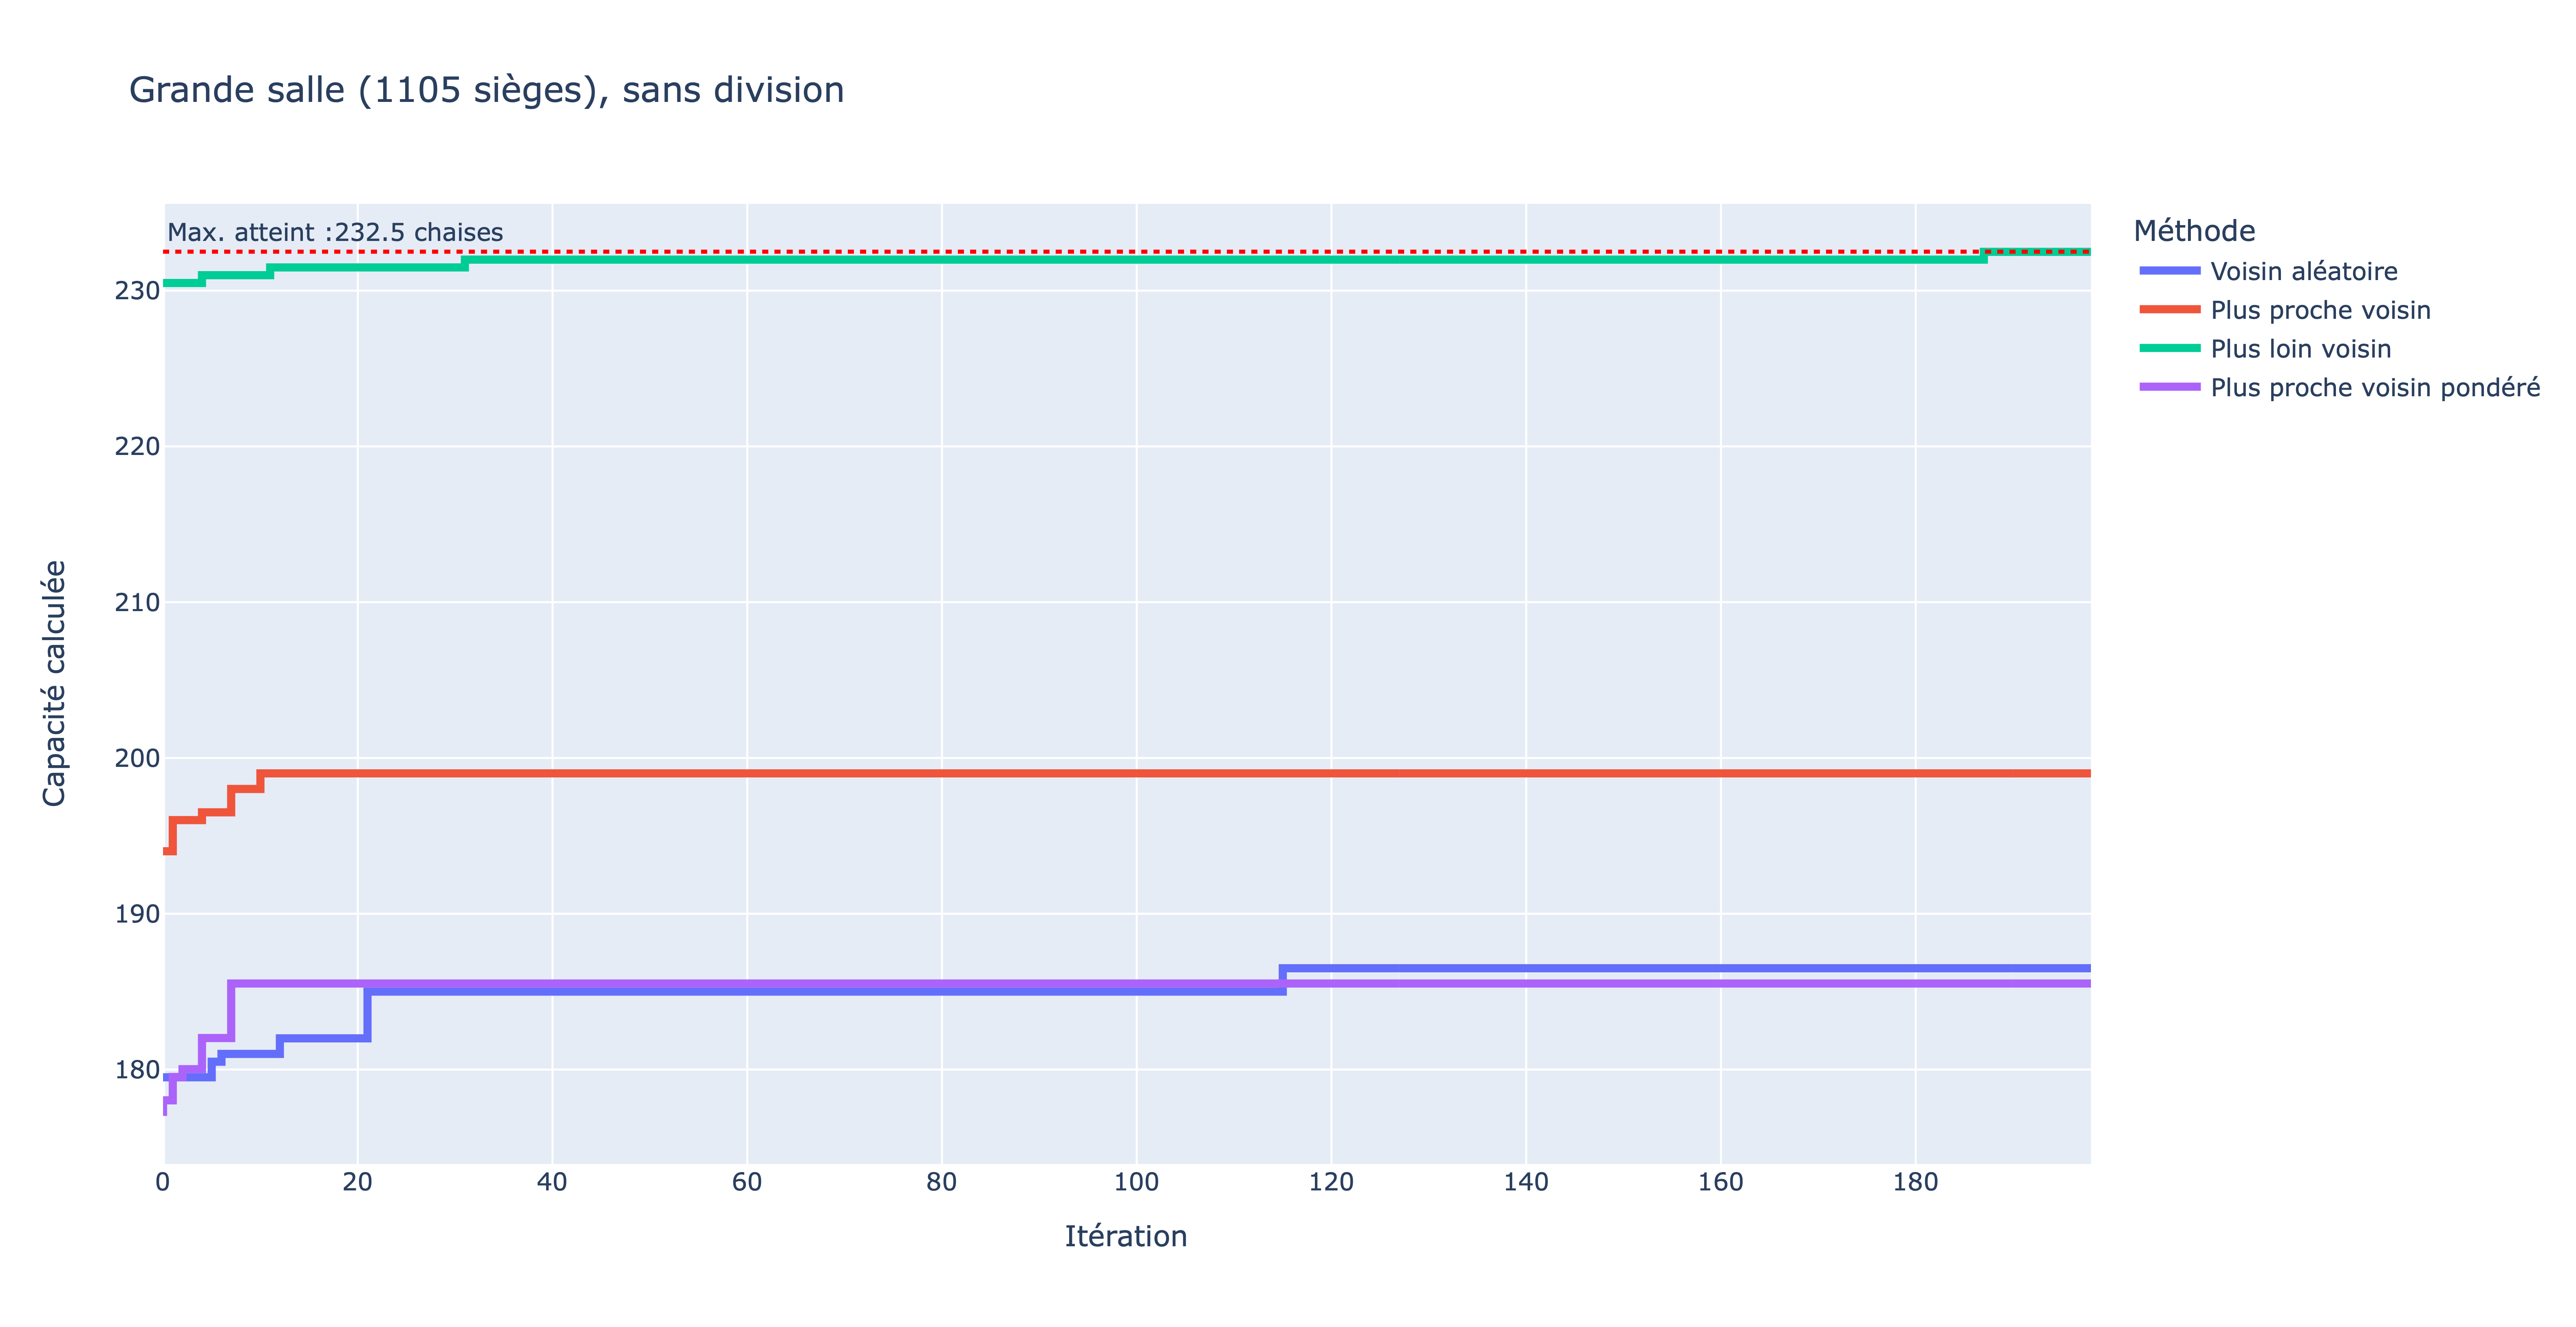 Grande salle (1105 sièges), sans division
Max. atteint :232.5 chaises
230
220
210
200
190
180
Capacité calculée
0 20 40 60 80 100 120 140 160 180
Itération
Méthode
Voisin aléatoire
Plus proche voisin
Plus loin voisin
Plus proche voisin pondéré